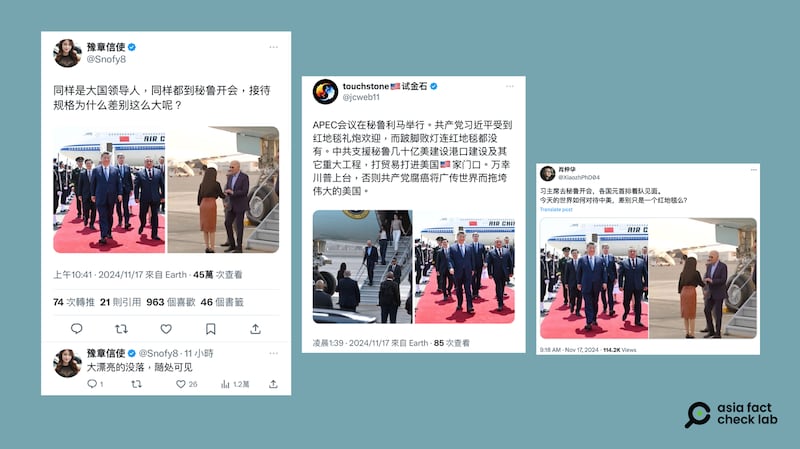 豫章信使
@Snofy8
同样是大国领导人，同样都到秘鲁开会，接待
规格为什么差别这么大呢？
AIR CHINA
上午10:41 · 2024/11/17 來自 Earth · 45萬 次查看
74 次轉推 21 則引用 963 個喜歡 46 個書籤
豫章信使 @Snofy8 · 11 小時
大漂亮的没落，随处可见
1 26 1.2萬
touchstone🇺🇸试金石
@jcweb11
APEC会议在秘鲁利马举行。共产党习近平受到
红地毯礼炮欢迎，而跛脚败灯连红地毯都没
有。中共支援秘鲁几十亿美建设港口建设及其
它重大工程，打贸易打进美国🇺🇸家门口。万幸
川普上台，否则共产党腐癌将广传世界而拖垮
伟大的美国。
AIR CHINA
凌晨1:39 · 2024/11/17 來自 Earth · 85 次查看
肖仲华
@XiaozhPhD04
习主席去秘鲁开会，各国元首排着队见面。
今天的世界如何对待中美，差别只是一个红地毯么？
Translate post
AIR CHINA
9:18 AM · Nov 17, 2024 · 114.2K Views
asia fact
check lab